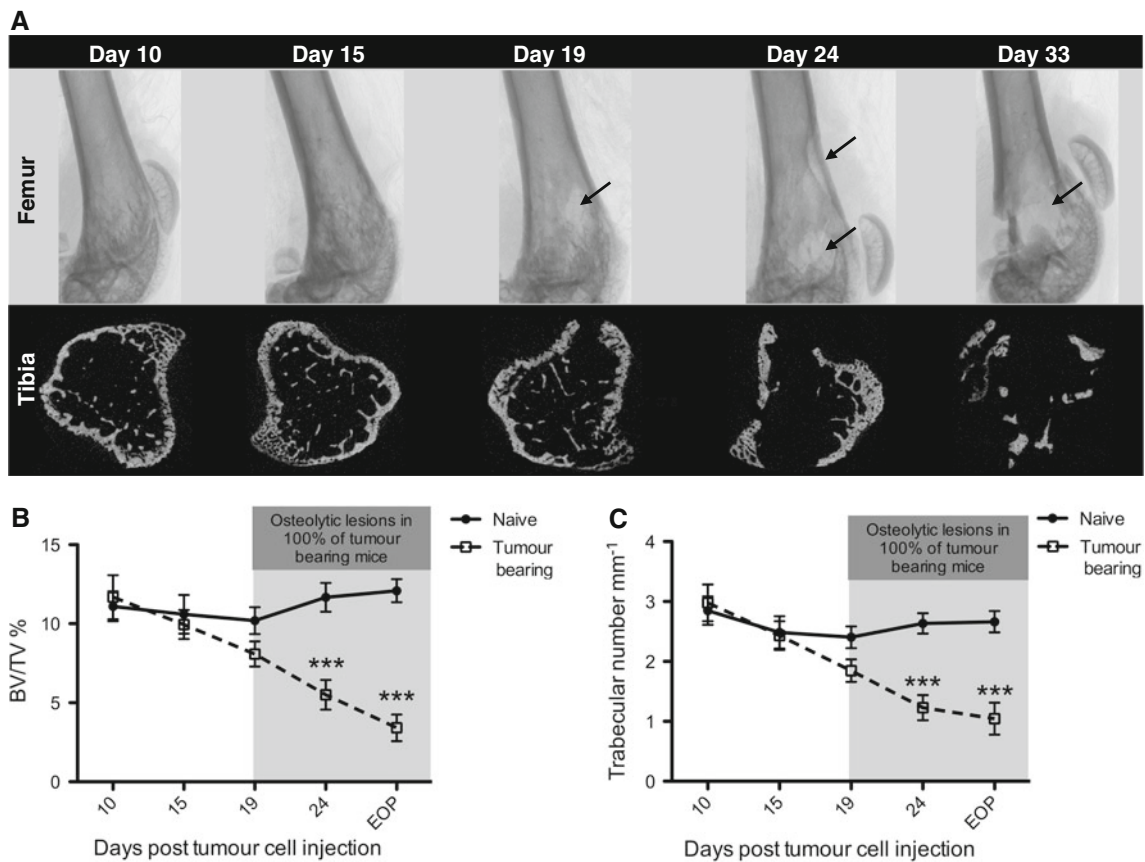 A
Day 10 Day 15 Day 19 Day 24 Day 33
Femur
Tibia
B
Osteolytic lesions in
100% of tumour
bearing mice
Naive
Tumour
bearing
15
10
5
0
BV/TV %
***
***
10 15 19 24 EOP
Days post tumour cell injection
C
Osteolytic lesions in
100% of tumour
bearing mice
Naive
Tumour
bearing
4
3
2
1
0
Trabecular number mm⁻¹
***
***
10 15 19 24 EOP
Days post tumour cell injection